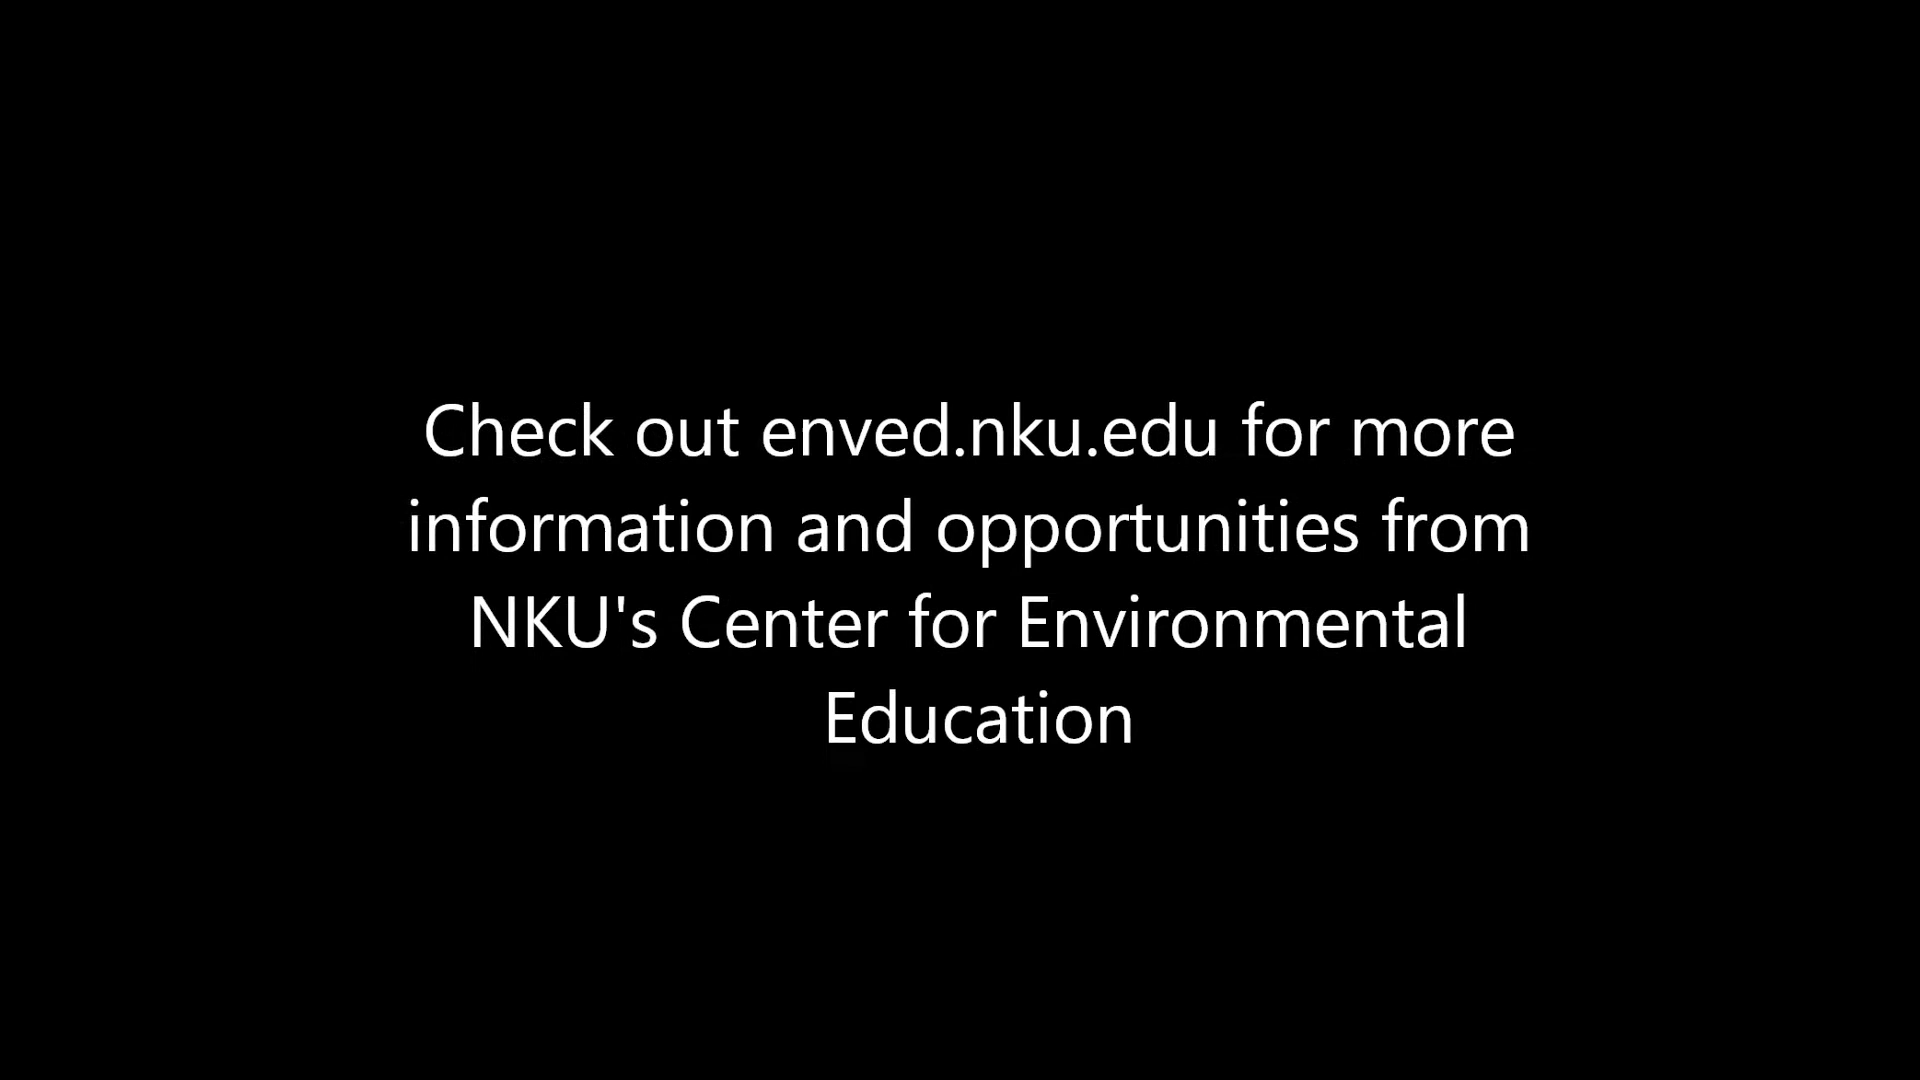 Check out enved.nku.edu for more
information and opportunities from
NKU's Center for Environmental
Education